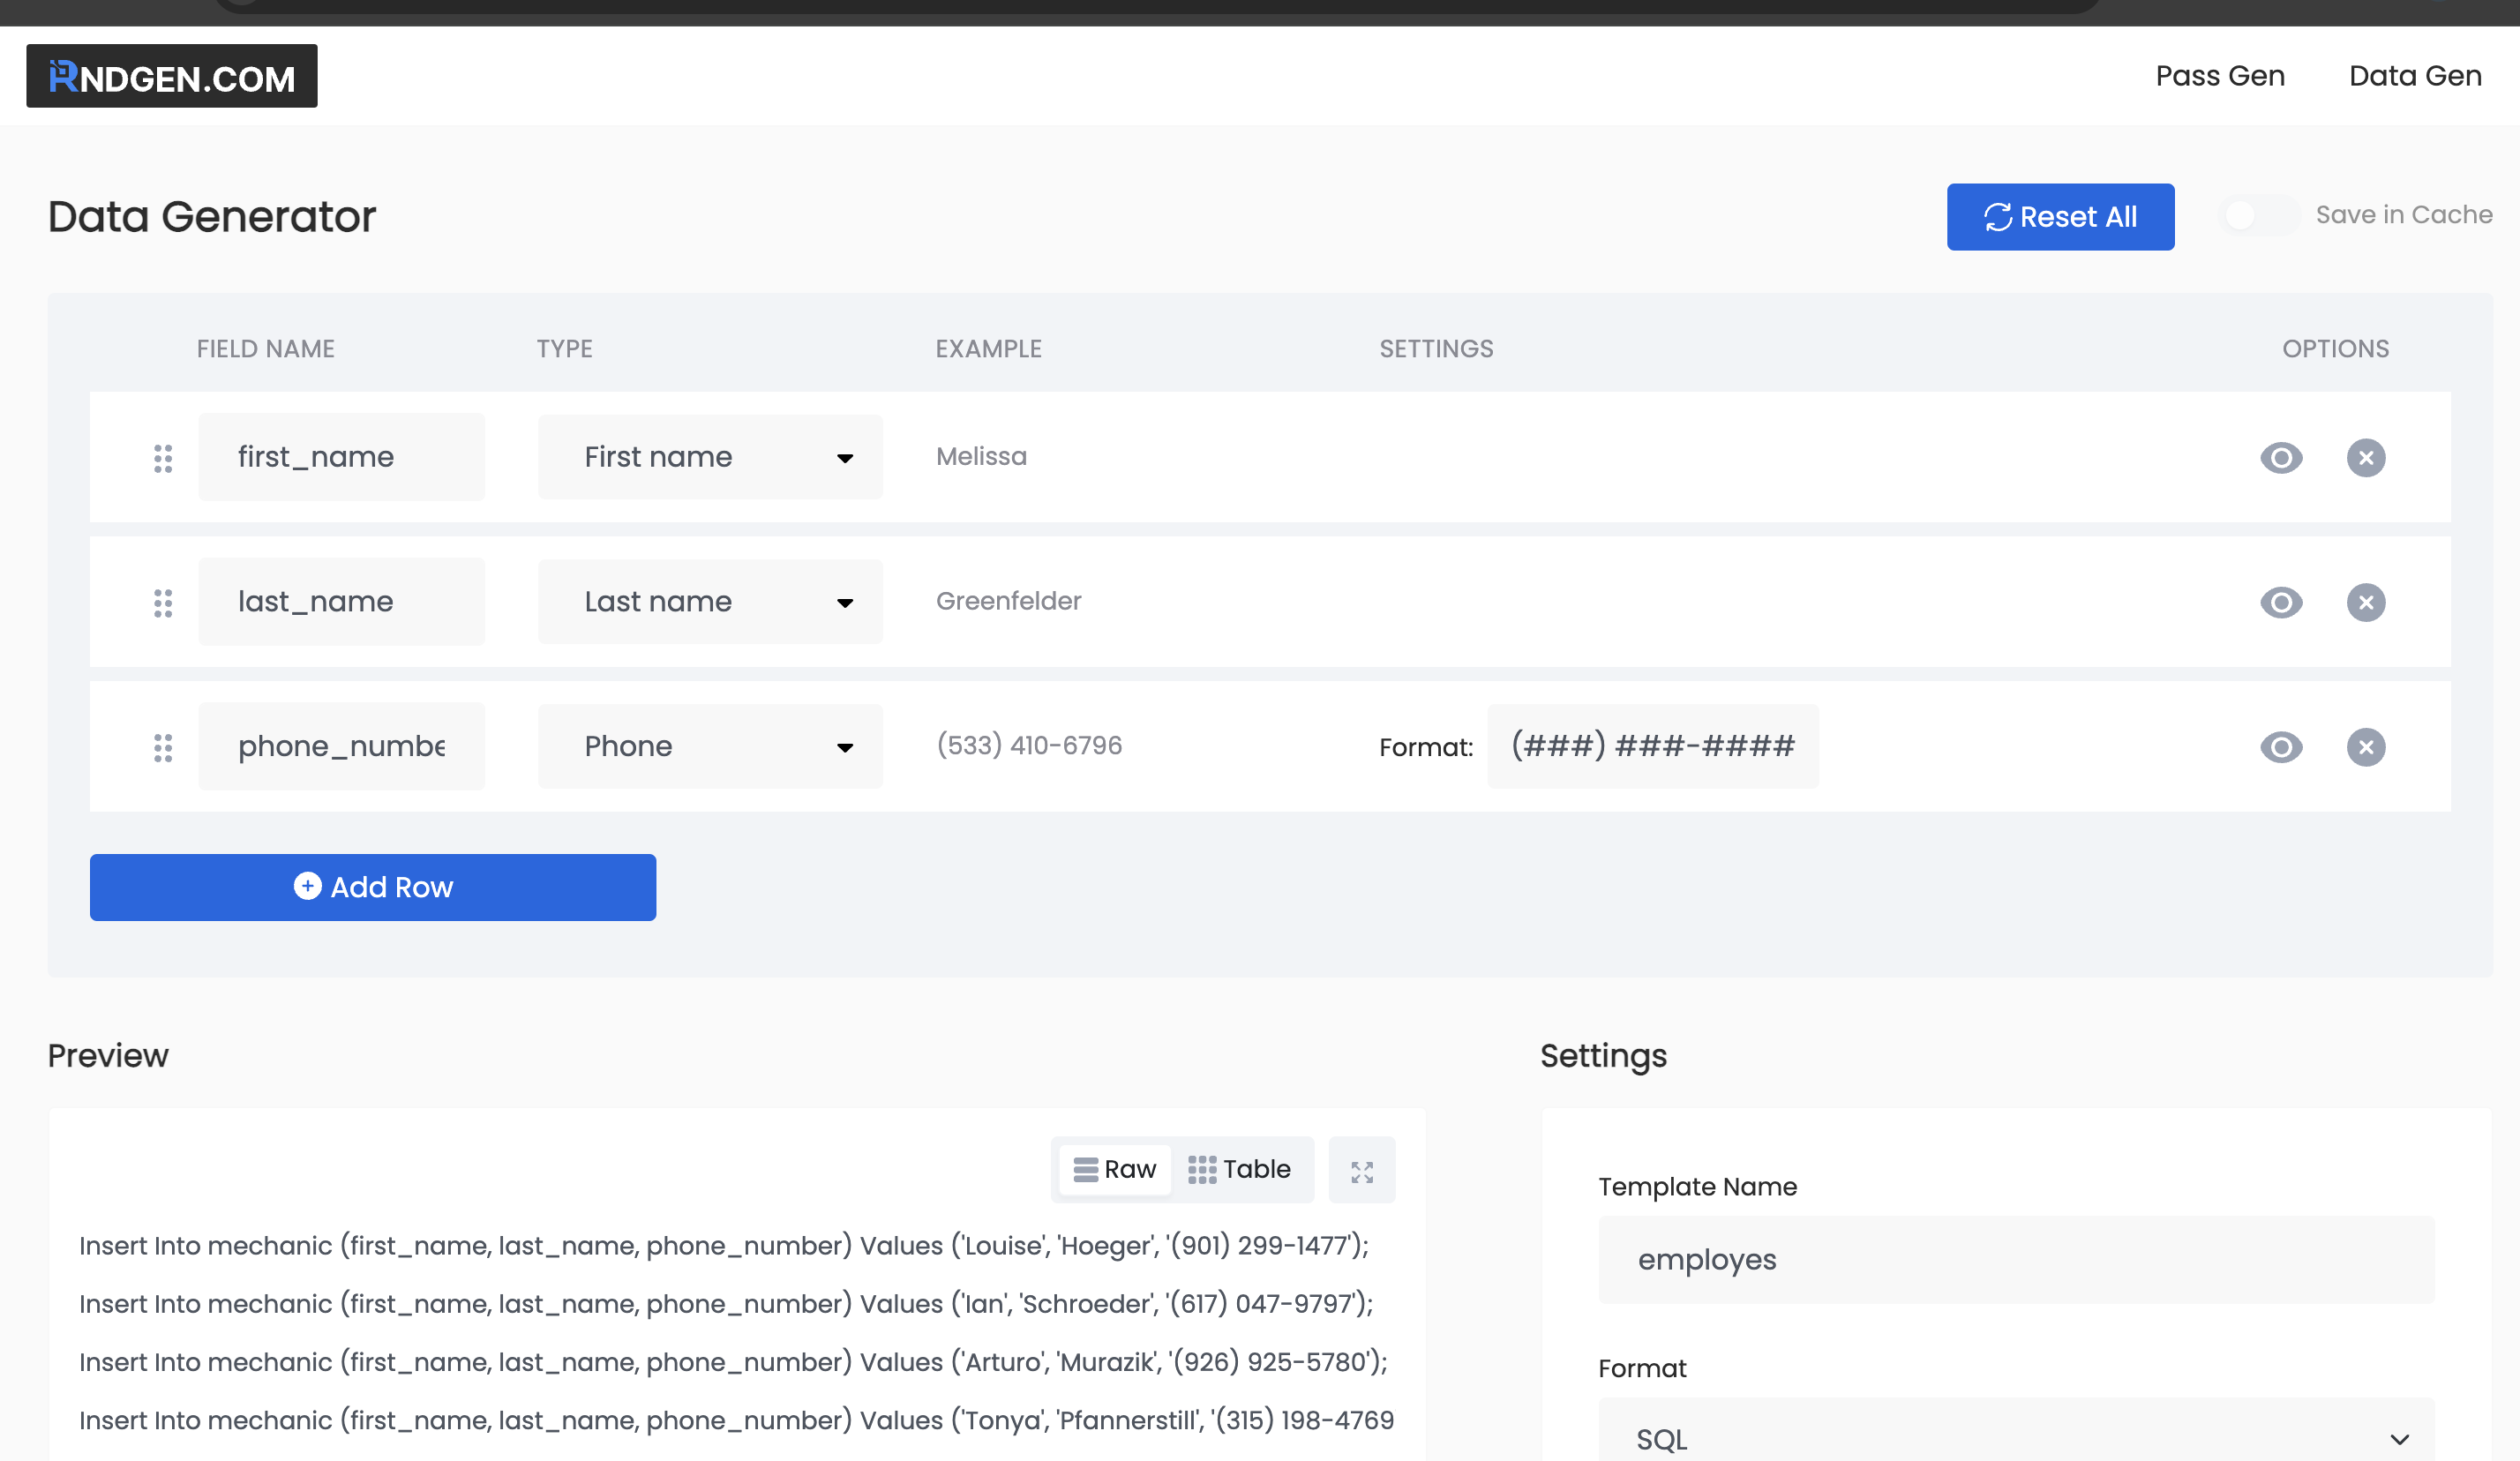 RNDGEN.COM
Pass Gen
Data Gen
Data Generator
Reset All
Save in Cache
FIELD NAME
TYPE
EXAMPLE
SETTINGS
OPTIONS
first_name
First name
Melissa
last_name
Last name
Greenfelder
phone_numbe
Phone
(533) 410-6796
Format:
(###) ###-####
Add Row
Preview
Raw
Table
Insert Into mechanic (first_name, last_name, phone_number) Values ('Louise', 'Hoeger', '(901) 299-1477');
Insert Into mechanic (first_name, last_name, phone_number) Values ('Ian', 'Schroeder', '(617) 047-9797');
Insert Into mechanic (first_name, last_name, phone_number) Values ('Arturo', 'Murazik', '(926) 925-5780');
Insert Into mechanic (first_name, last_name, phone_number) Values ('Tonya', 'Pfannerstill', '(315) 198-4769
Settings
Template Name
employes
Format
SQL